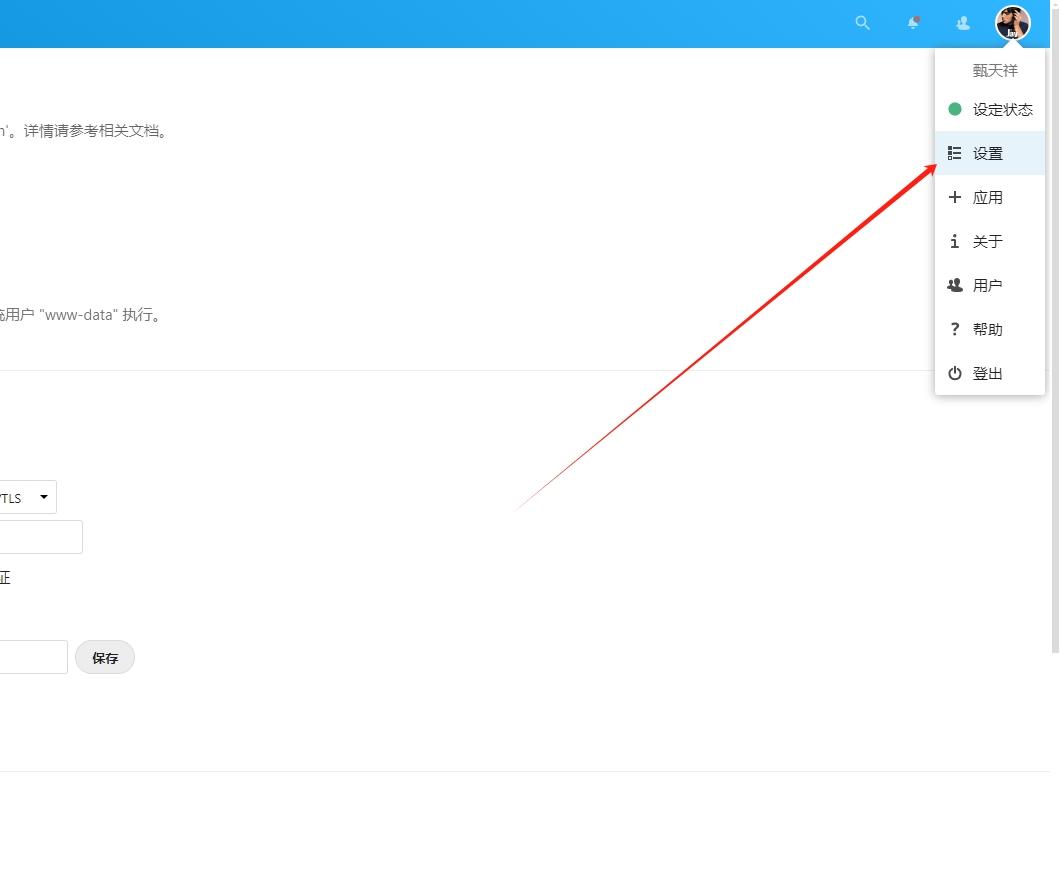 Jay
甄天祥
设定状态
n'。详情请参考相关文档。
设置
应用
关于
用户
统用户 "www-data" 执行。
帮助
登出
/TLS
证
保存